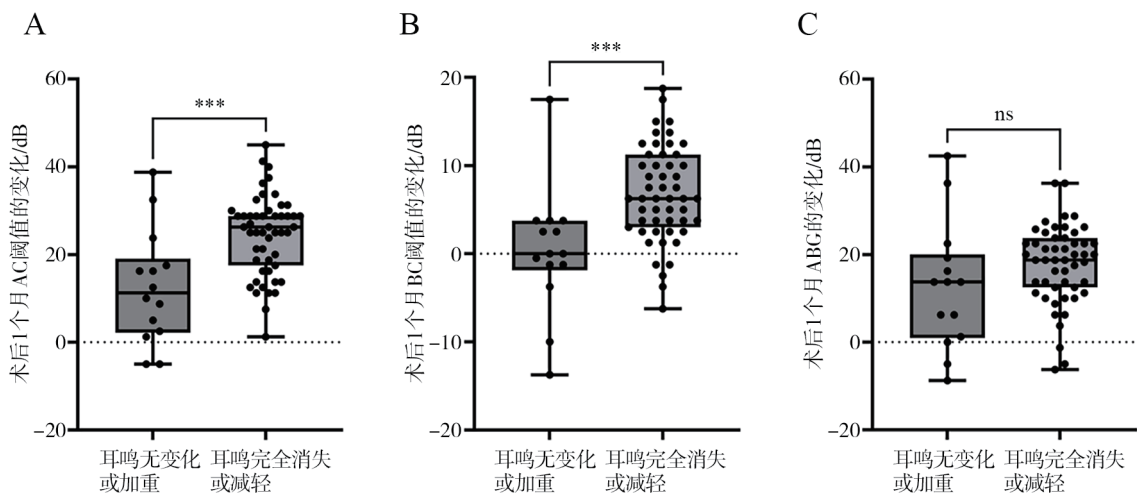 A
术后1个月AC阈值的变化/dB
60
40
20
0
−20
***
耳鸣无变化
或加重
耳鸣完全消失
或减轻
B
术后1个月BC阈值的变化/dB
20
10
0
−10
−20
***
耳鸣无变化
或加重
耳鸣完全消失
或减轻
C
术后1个月ABG的变化/dB
60
40
20
0
−20
ns
耳鸣无变化
或加重
耳鸣完全消失
或减轻